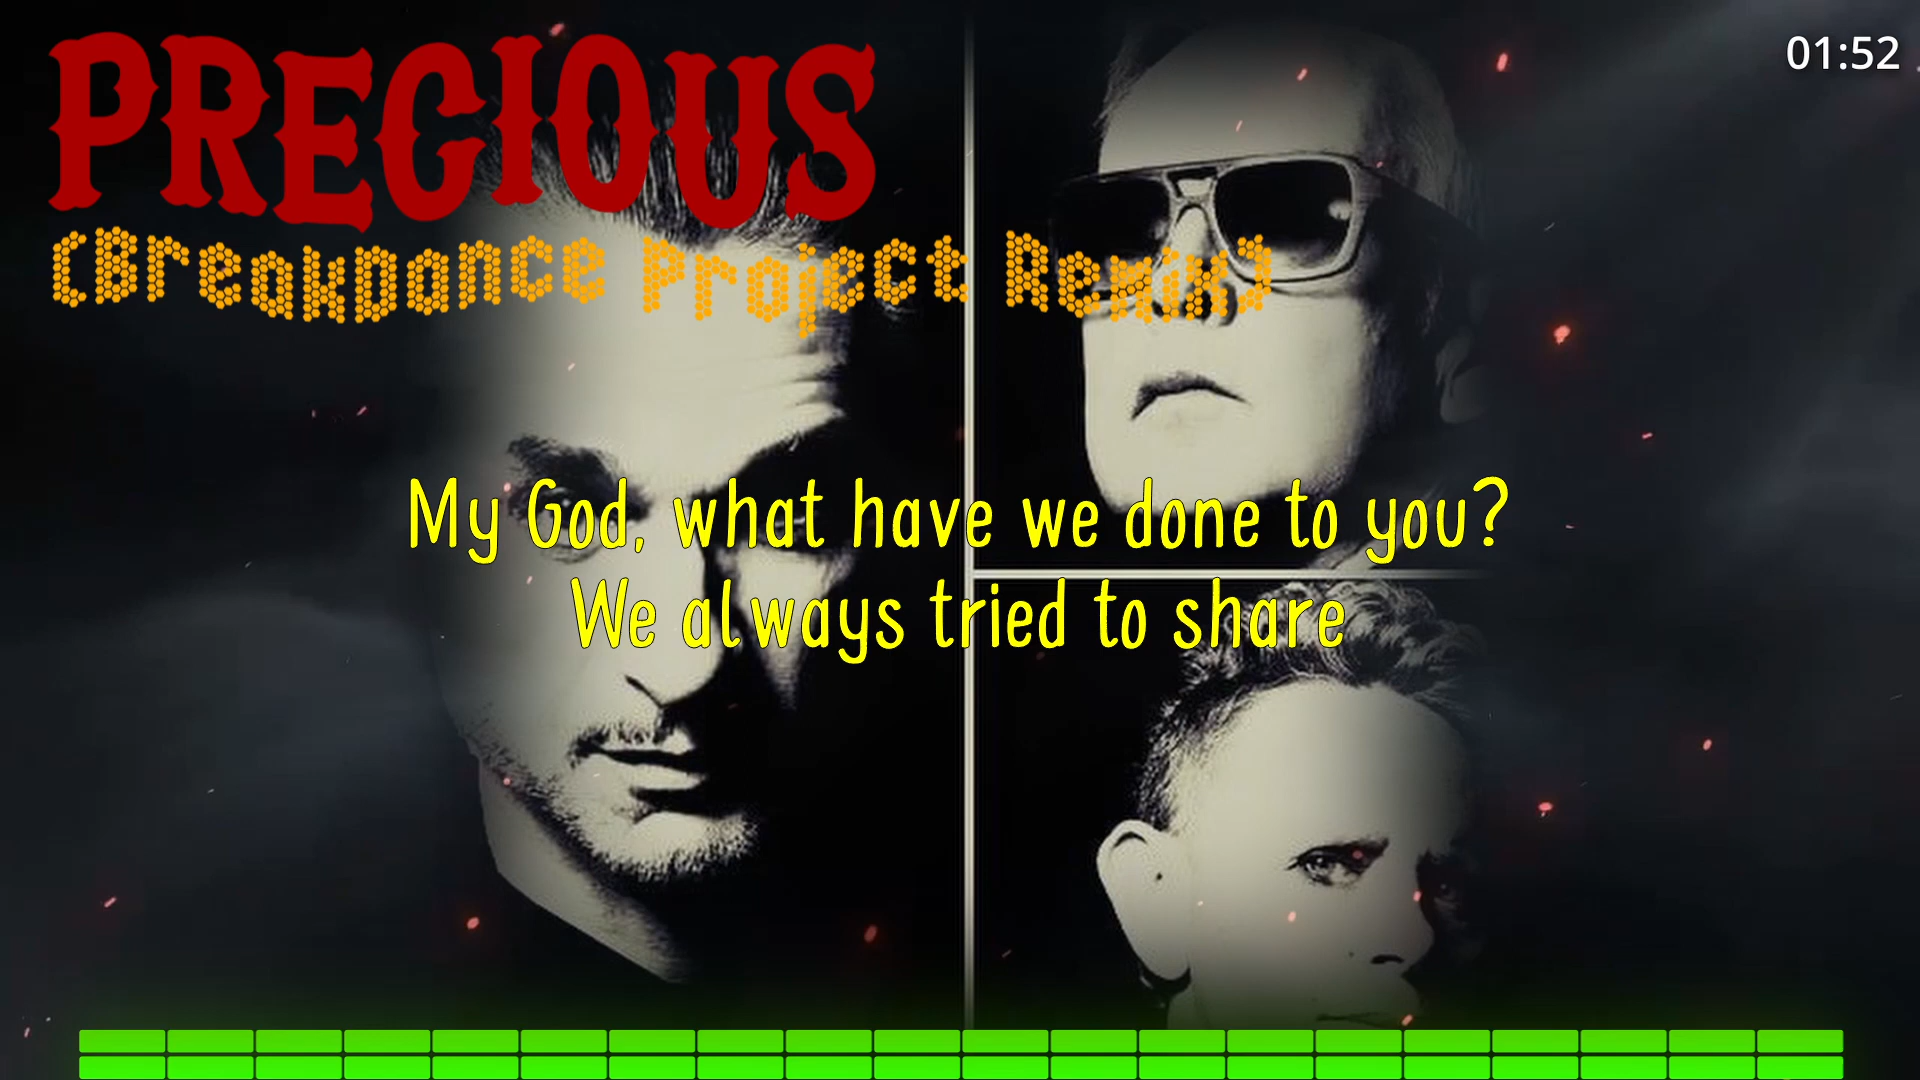 PRECIOUS
01:52
(BreakDance Project Remix)
My God, what have we done to you?
We always tried to share